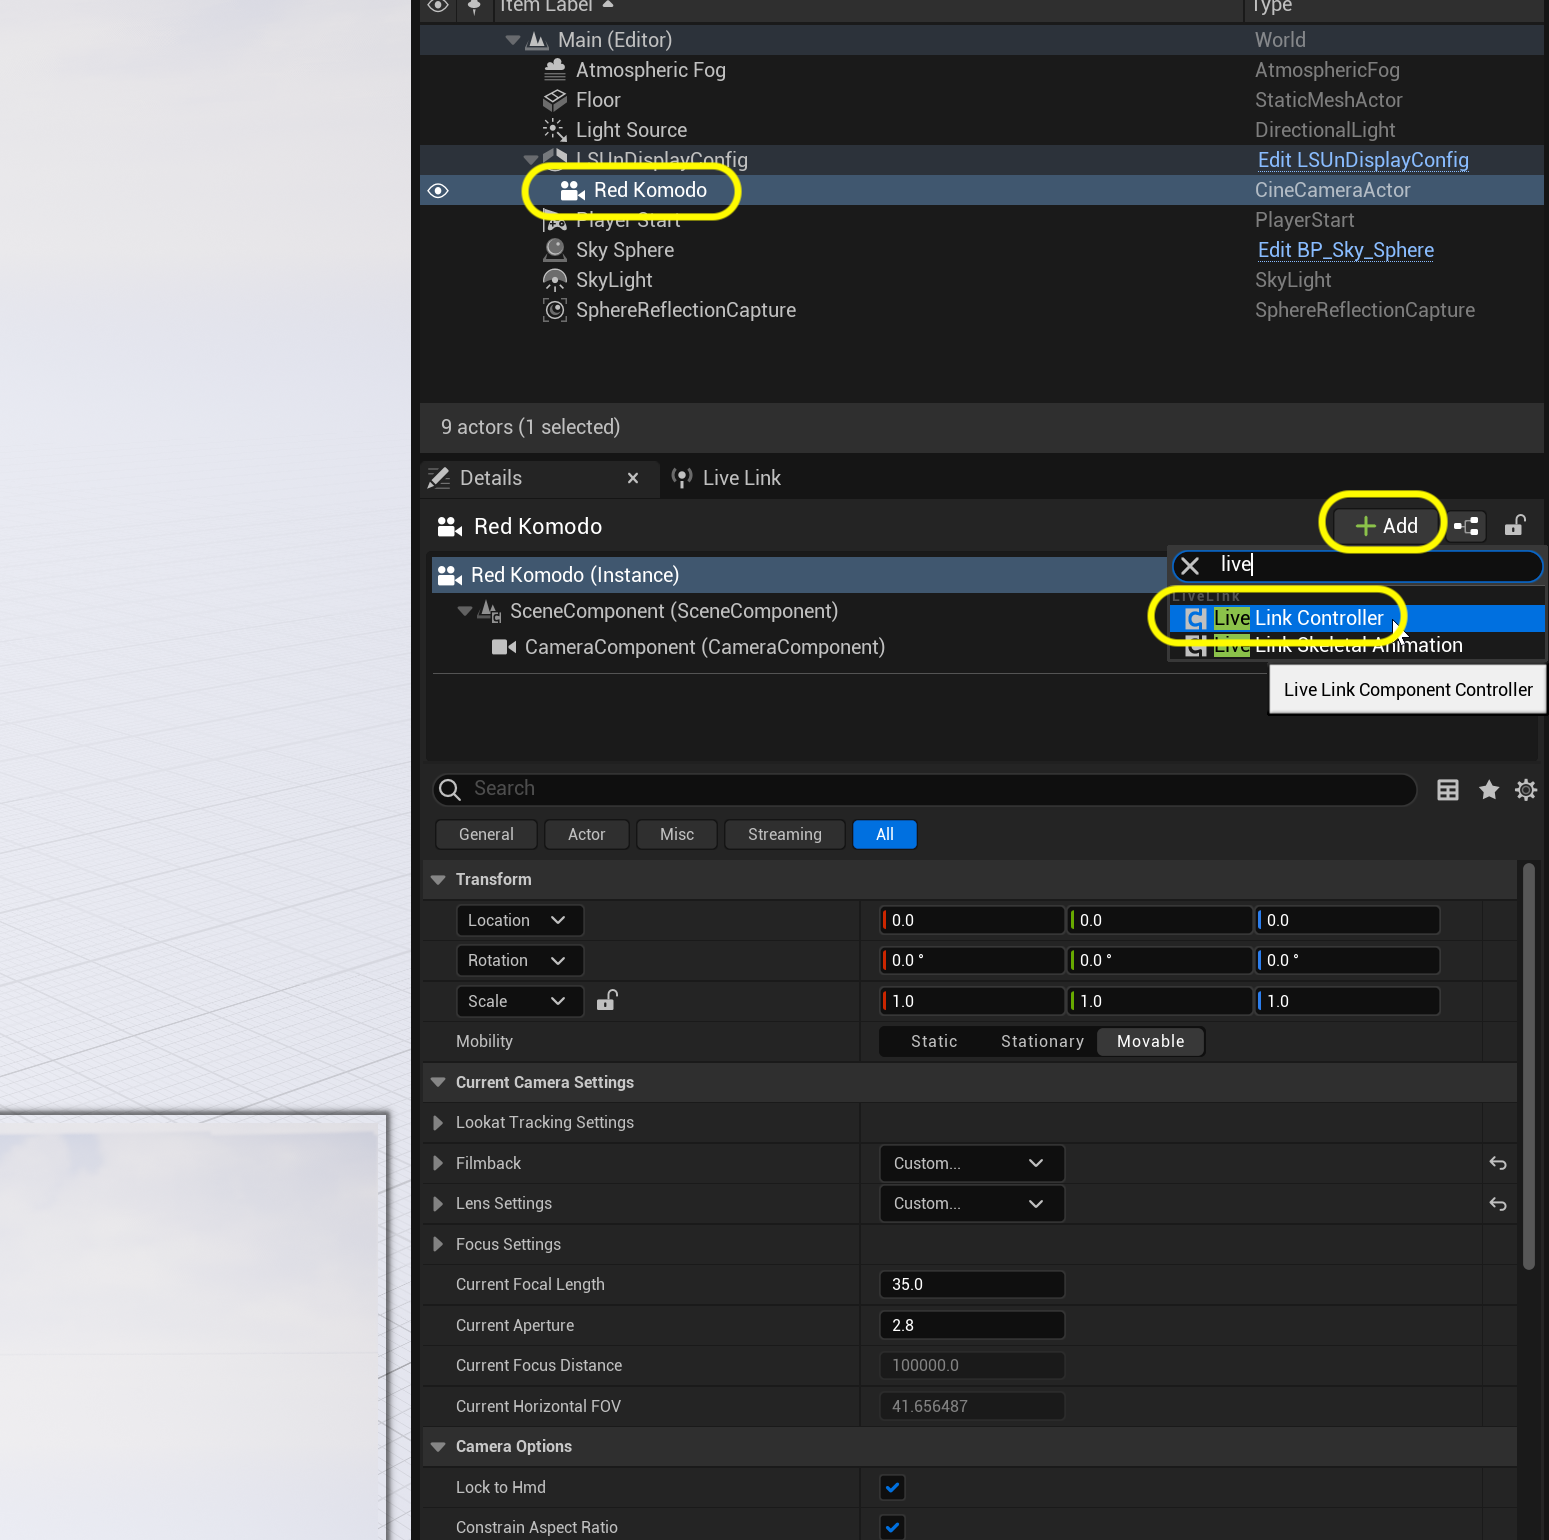 Item Label Type
Main (Editor) World
Atmospheric Fog AtmosphericFog
Floor StaticMeshActor
Light Source DirectionalLight
LSUnDisplayConfig Edit LSUnDisplayConfig
Red Komodo CineCameraActor
Player Start PlayerStart
Sky Sphere Edit BP_Sky_Sphere
SkyLight SkyLight
SphereReflectionCapture SphereReflectionCapture
9 actors (1 selected)
Details Live Link
Red Komodo Add
live
Red Komodo (Instance)
LiveLink
SceneComponent (SceneComponent) Live Link Controller
CameraComponent (CameraComponent) Live Link Skeletal Animation
Live Link Component Controller
Search
General Actor Misc Streaming All
Transform
Location 0.0 0.0 0.0
Rotation 0.0 ° 0.0 ° 0.0 °
Scale 1.0 1.0 1.0
Mobility Static Stationary Movable
Current Camera Settings
Lookat Tracking Settings
Filmback Custom...
Lens Settings Custom...
Focus Settings
Current Focal Length 35.0
Current Aperture 2.8
Current Focus Distance 100000.0
Current Horizontal FOV 41.656487
Camera Options
Lock to Hmd
Constrain Aspect Ratio